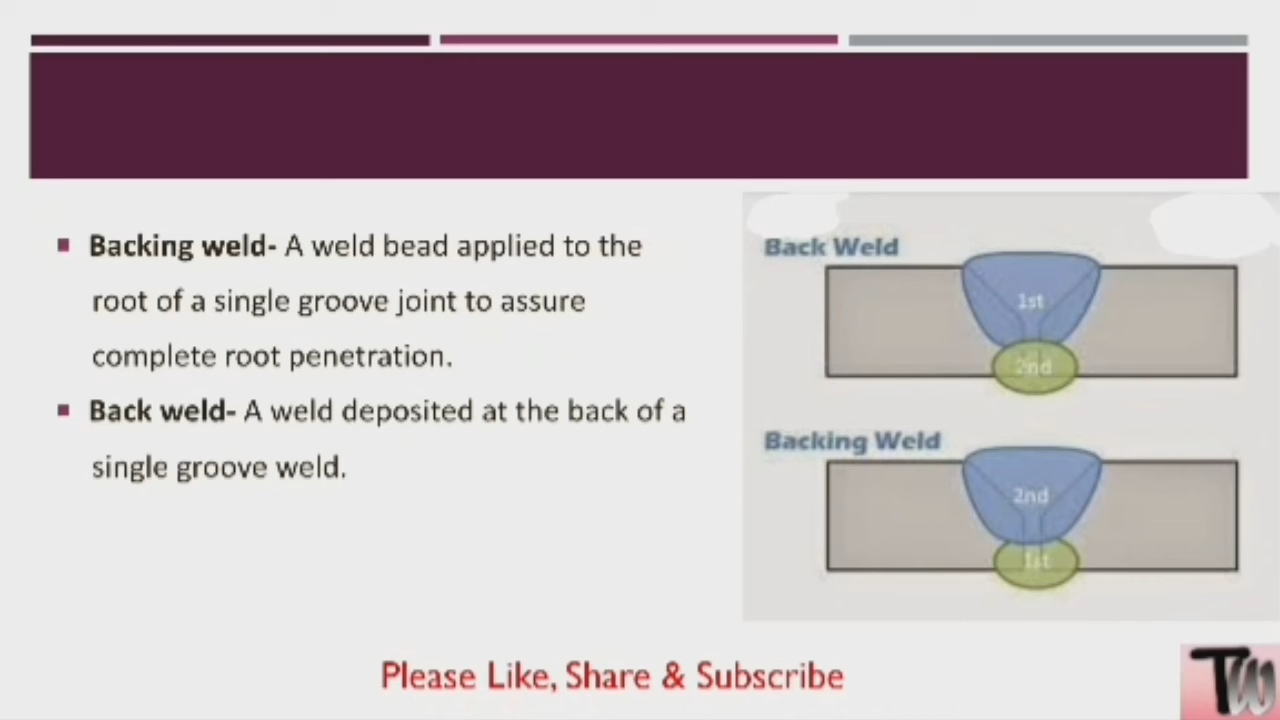 Backing weld- A weld bead applied to the
root of a single groove joint to assure
complete root penetration.
Back weld- A weld deposited at the back of a
single groove weld.
Back Weld
1st
2nd
Backing Weld
2nd
1st
Please Like, Share & Subscribe
TW